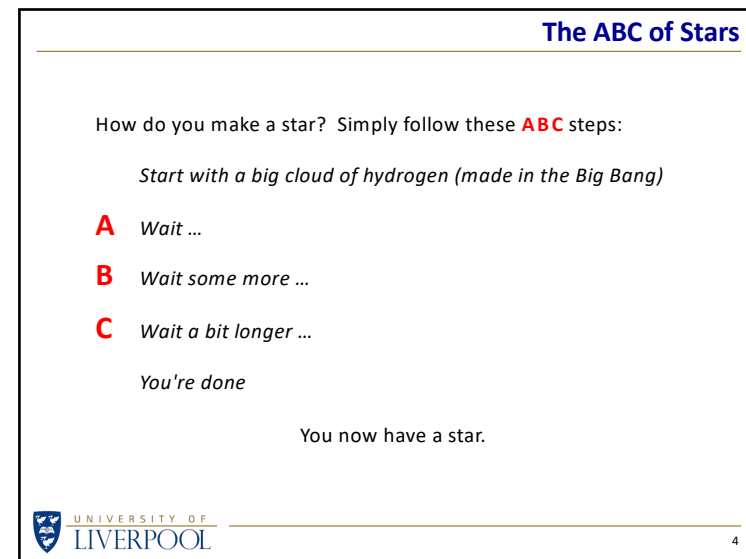 The ABC of Stars
How do you make a star? Simply follow these ABC steps:
Start with a big cloud of hydrogen (made in the Big Bang)
A Wait …
B Wait some more …
C Wait a bit longer …
You're done
You now have a star.
UNIVERSITY OF
LIVERPOOL
4